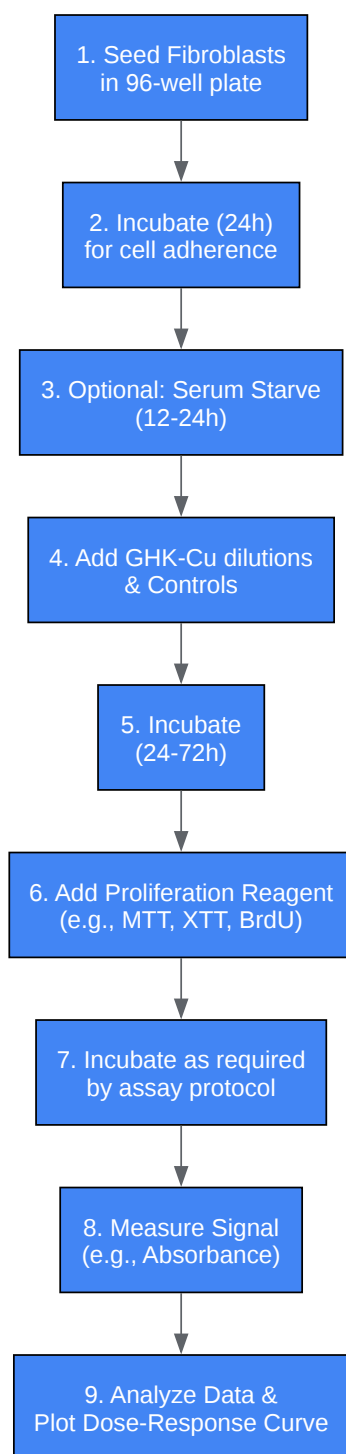 1. Seed Fibroblasts
in 96-well plate
2. Incubate (24h)
for cell adherence
3. Optional: Serum Starve
(12-24h)
4. Add GHK-Cu dilutions
& Controls
5. Incubate
(24-72h)
6. Add Proliferation Reagent
(e.g., MTT, XTT, BrdU)
7. Incubate as required
by assay protocol
8. Measure Signal
(e.g., Absorbance)
9. Analyze Data &
Plot Dose-Response Curve